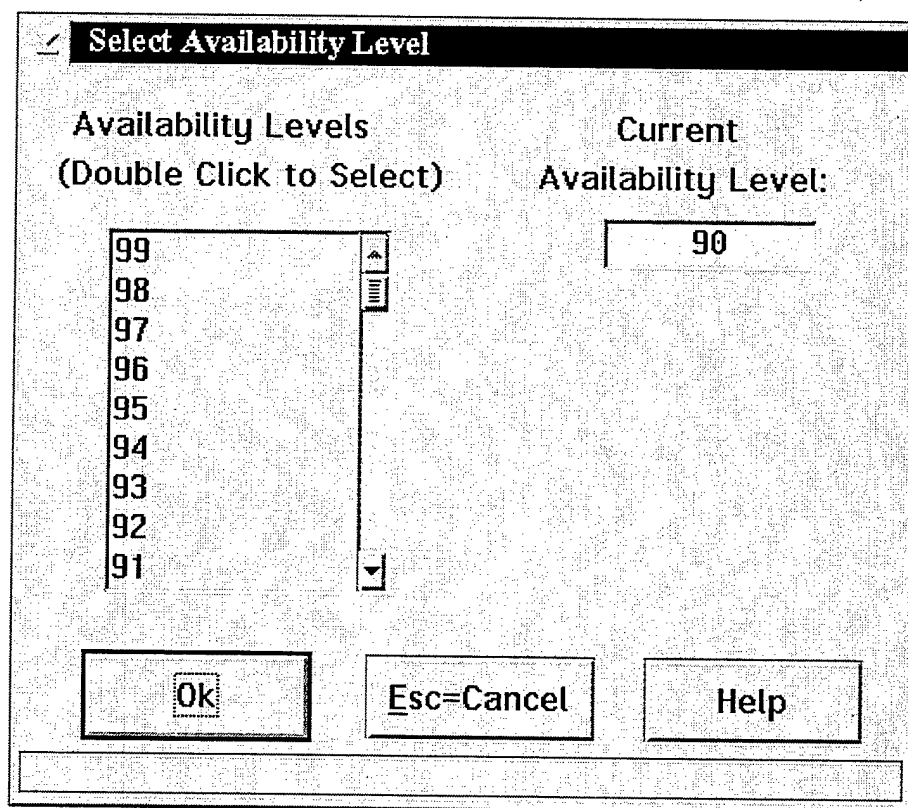 Select Availability Level
Availability Levels
(Double Click to Select)
99
98
97
96
95
94
93
92
91
Current
Availability Level:
90
Ok
Esc=Cancel
Help